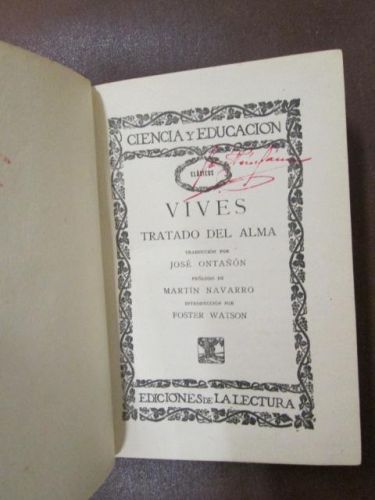 CIENCIA Y EDUCACION
CLÁSICOS
VIVES
TRATADO DEL ALMA
TRADUCCIÓN POR
JOSÉ ONTAÑÓN
PRÓLOGO DE
MARTÍN NAVARRO
INTRODUCCIÓN POR
FOSTER WATSON
EDICIONES DE LA LECTURA